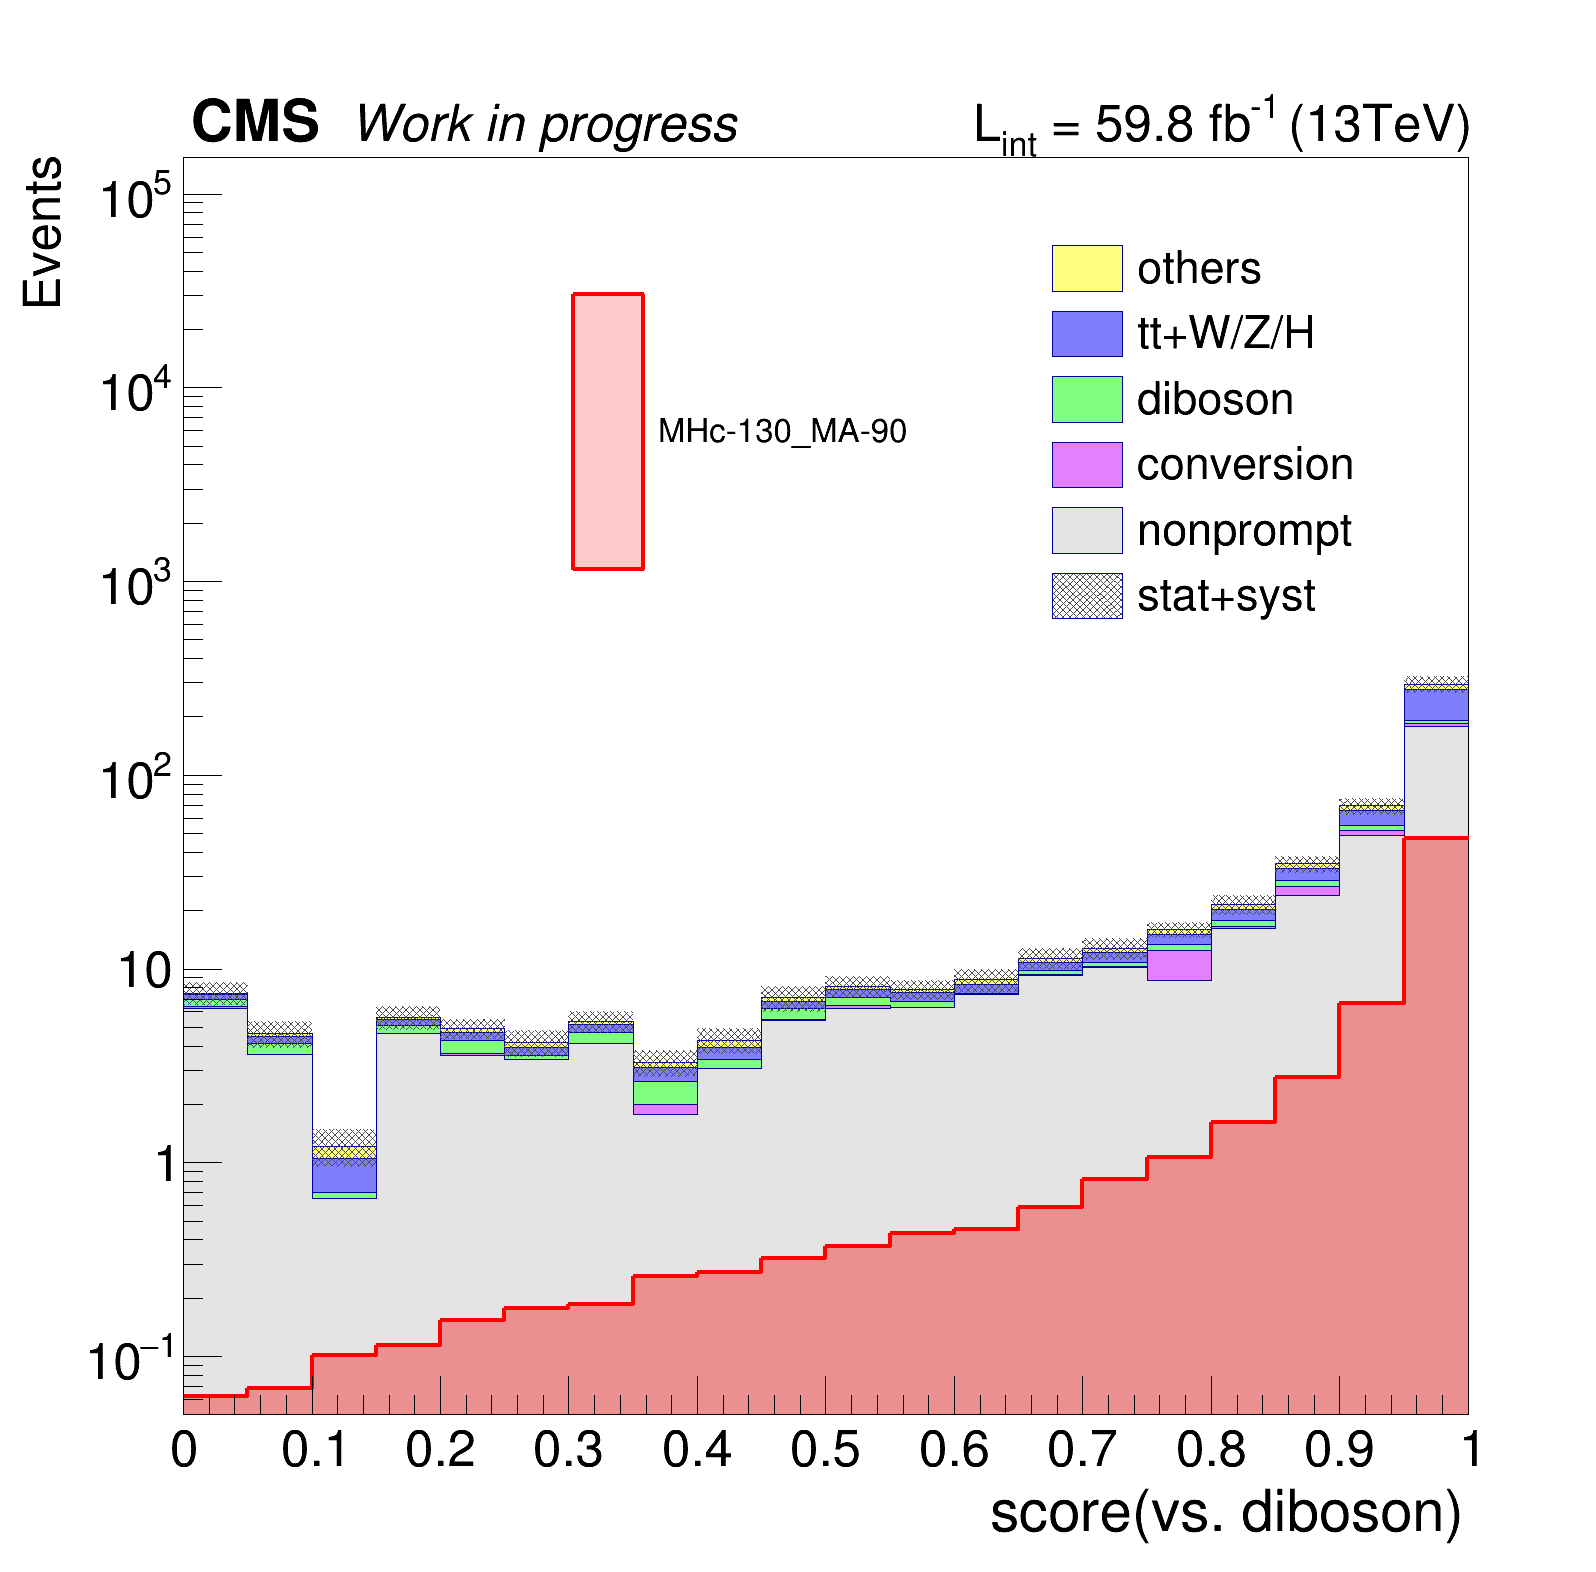 CMS Work in progress
L_int = 59.8 fb^-1 (13TeV)
Events
10^5
10^4
10^3
10^2
10
1
10^−1
others
tt+W/Z/H
diboson
conversion
nonprompt
stat+syst
MHc-130_MA-90
0 0.1 0.2 0.3 0.4 0.5 0.6 0.7 0.8 0.9 1
score(vs. diboson)